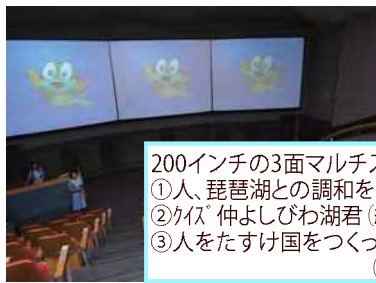 200インチの3面マルチス
①人、琵琶湖との調和を
②クイズ 仲よしびわ湖君（
③人をたすけ国をつくっ
（